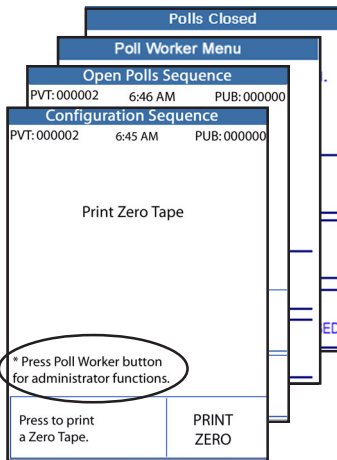 Polls Closed
Poll Worker Menu
Open Polls Sequence
PVT: 000002 6:46 AM PUB: 000000
Configuration Sequence
PVT: 000002 6:45 AM PUB: 000000
Print Zero Tape
* Press Poll Worker button
for administrator functions.
Press to print
a Zero Tape.
PRINT
ZERO